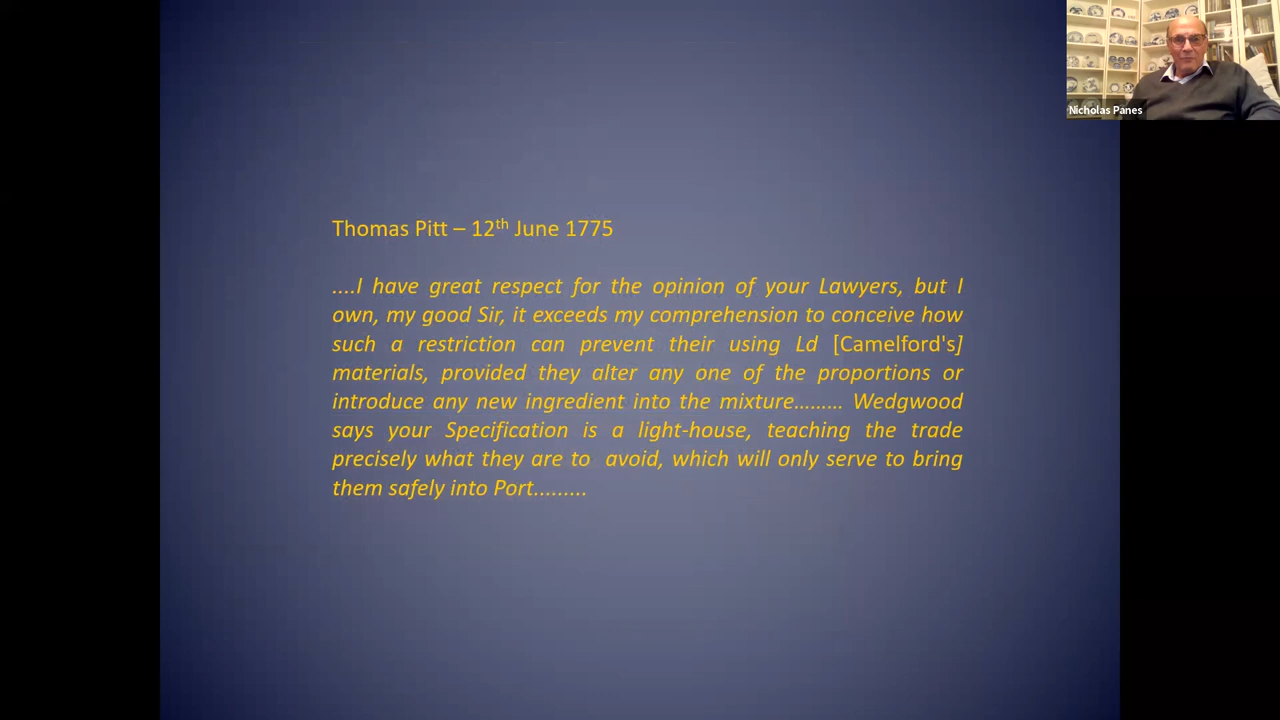 Nicholas Panes
Thomas Pitt – 12th June 1775
....I have great respect for the opinion of your Lawyers, but I
own, my good Sir, it exceeds my comprehension to conceive how
such a restriction can prevent their using Ld [Camelford's]
materials, provided they alter any one of the proportions or
introduce any new ingredient into the mixture......... Wedgwood
says your Specification is a light-house, teaching the trade
precisely what they are to avoid, which will only serve to bring
them safely into Port.........